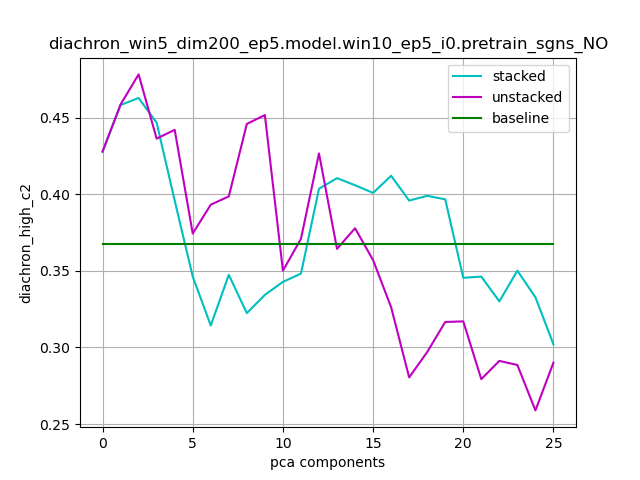 diachron_win5_dim200_ep5.model.win10_ep5_i0.pretrain_sgns_NO
stacked
unstacked
baseline
0.45
0.40
0.35
0.30
0.25
diachron_high_c2
0 5 10 15 20 25
pca components